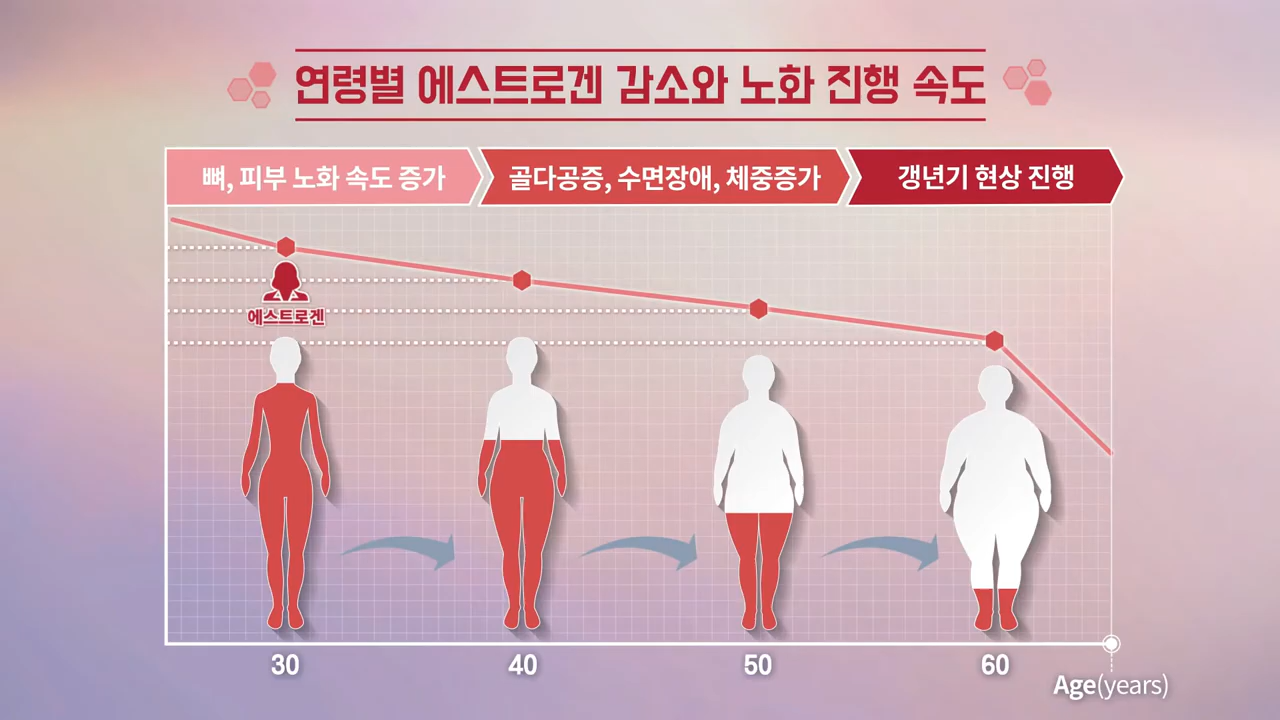 연령별 에스트로겐 감소와 노화 진행 속도
뼈, 피부 노화 속도 증가
골다공증, 수면장애, 체중증가
갱년기 현상 진행
에스트로겐
30
40
50
60
Age(years)